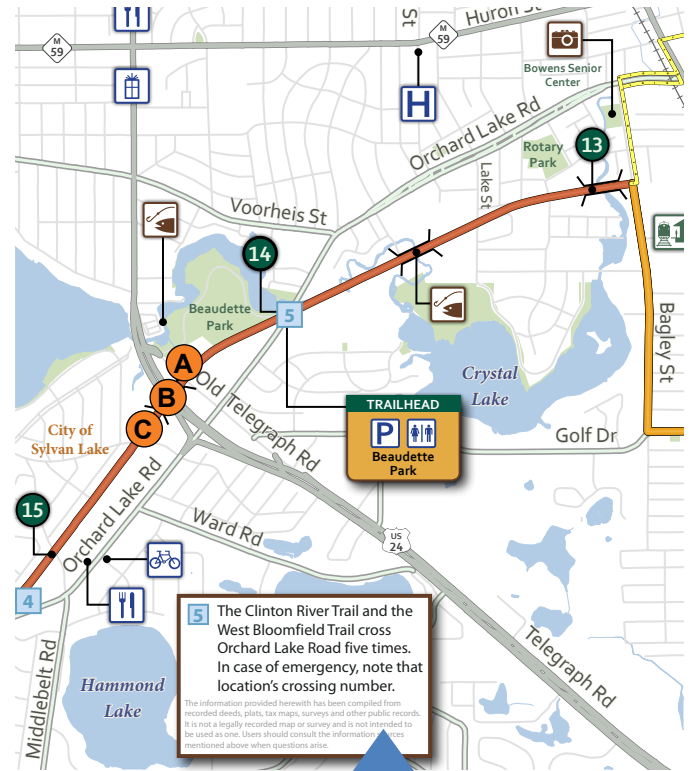 St
Huron St
M
59
M
59
H
Bowens Senior
Center
Orchard Lake Rd
Rotary
Park
13
Lake St
Voorheis St
14
Beaudette
Park
5
A
B
C
Old Telegraph Rd
Crystal
Lake
Bagley St
City of
Sylvan Lake
TRAILHEAD
P
Beaudette
Park
Golf Dr
Orchard Lake Rd
15
Ward Rd
US
24
4
Telegraph Rd
Middlebelt Rd
Hammond
Lake
5
The Clinton River Trail and the
West Bloomfield Trail cross
Orchard Lake Road five times.
In case of emergency, note that
location's crossing number.
The information provided herewith has been compiled from
recorded deeds, plats, tax maps, surveys and other public records.
It is not a legally recorded map or survey and is not intended to
be used as one. Users should consult the information
mentioned above when questions arise.